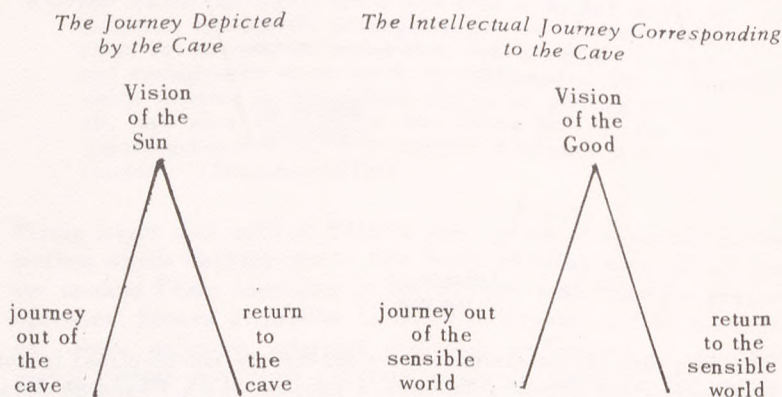 The Journey Depicted
by the Cave
Vision
of the
Sun
journey
out of
the
cave
return
to
the
cave
The Intellectual Journey Corresponding
to the Cave
Vision
of the
Good
journey out
of the
sensible
world
return
to the
sensible
world